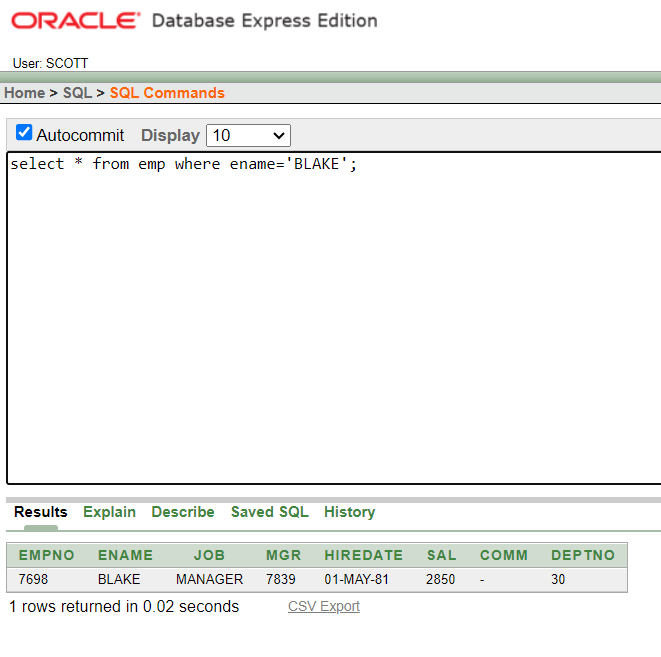 ORACLE® Database Express Edition
User: SCOTT
Home > SQL > SQL Commands
Autocommit Display 10
select * from emp where ename='BLAKE';
Results Explain Describe Saved SQL History
EMPNO ENAME JOB MGR HIREDATE SAL COMM DEPTNO
7698 BLAKE MANAGER 7839 01-MAY-81 2850 - 30
1 rows returned in 0.02 seconds CSV Export